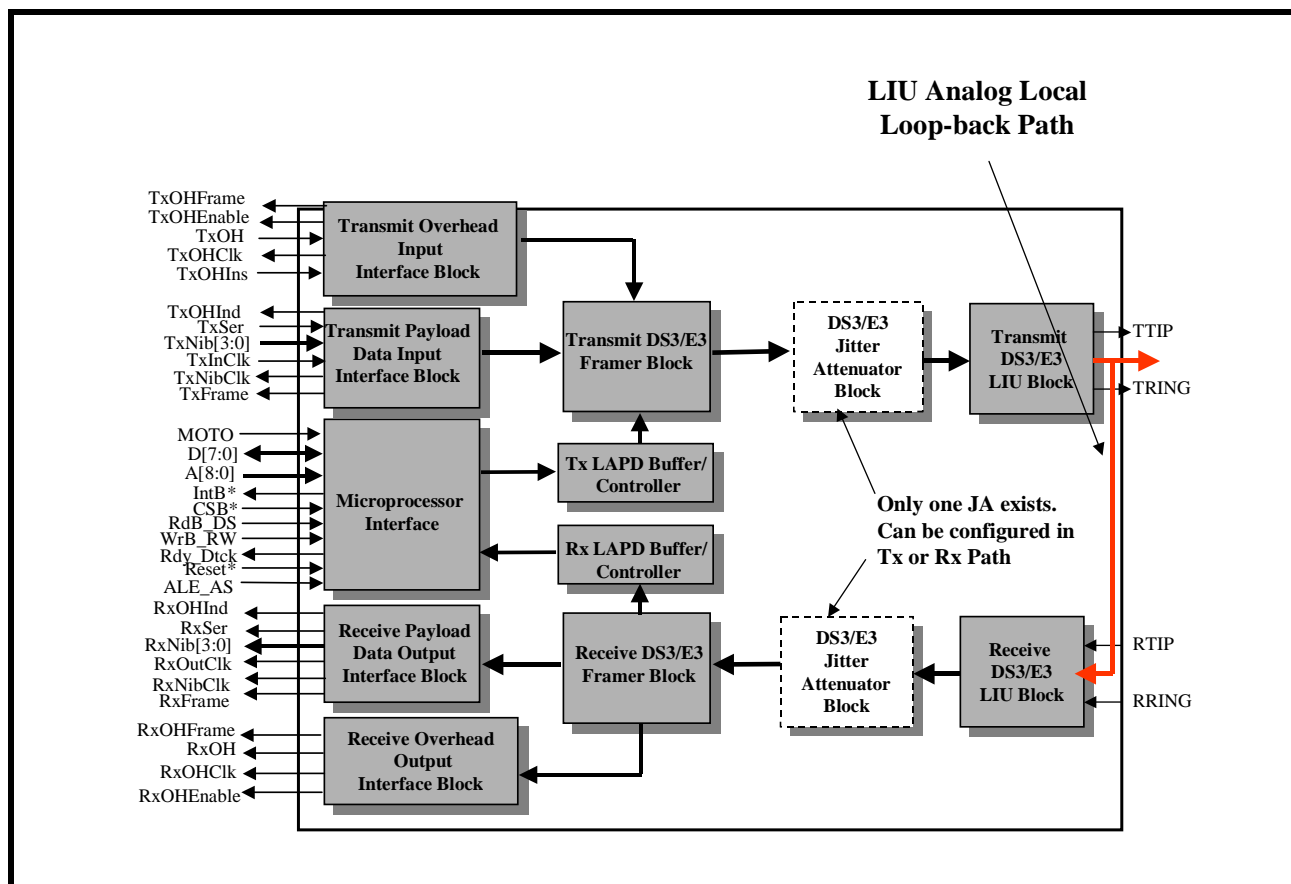 LIU Analog Local
Loop-back Path
TxOHFrame
TxOHEnable
TxOH
TxOHClk
TxOHIns
Transmit Overhead
Input
Interface Block
TxOHInd
TxSer
TxNib[3:0]
TxInClk
TxNibClk
TxFrame
Transmit Payload
Data Input
Interface Block
Transmit DS3/E3
Framer Block
DS3/E3
Jitter
Attenuator
Block
Transmit
DS3/E3
LIU Block
TTIP
TRING
MOTO
D[7:0]
A[8:0]
IntB*
CSB*
RdB_DS
WrB_RW
Rdy_Dtck
Reset*
ALE_AS
Microprocessor
Interface
Tx LAPD Buffer/
Controller
Rx LAPD Buffer/
Controller
Only one JA exists.
Can be configured in
Tx or Rx Path
RxOHInd
RxSer
RxNib[3:0]
RxOutClk
RxNibClk
RxFrame
Receive Payload
Data Output
Interface Block
Receive DS3/E3
Framer Block
DS3/E3
Jitter
Attenuator
Block
Receive
DS3/E3
LIU Block
RTIP
RRING
RxOHFrame
RxOH
RxOHClk
RxOHEnable
Receive Overhead
Output
Interface Block